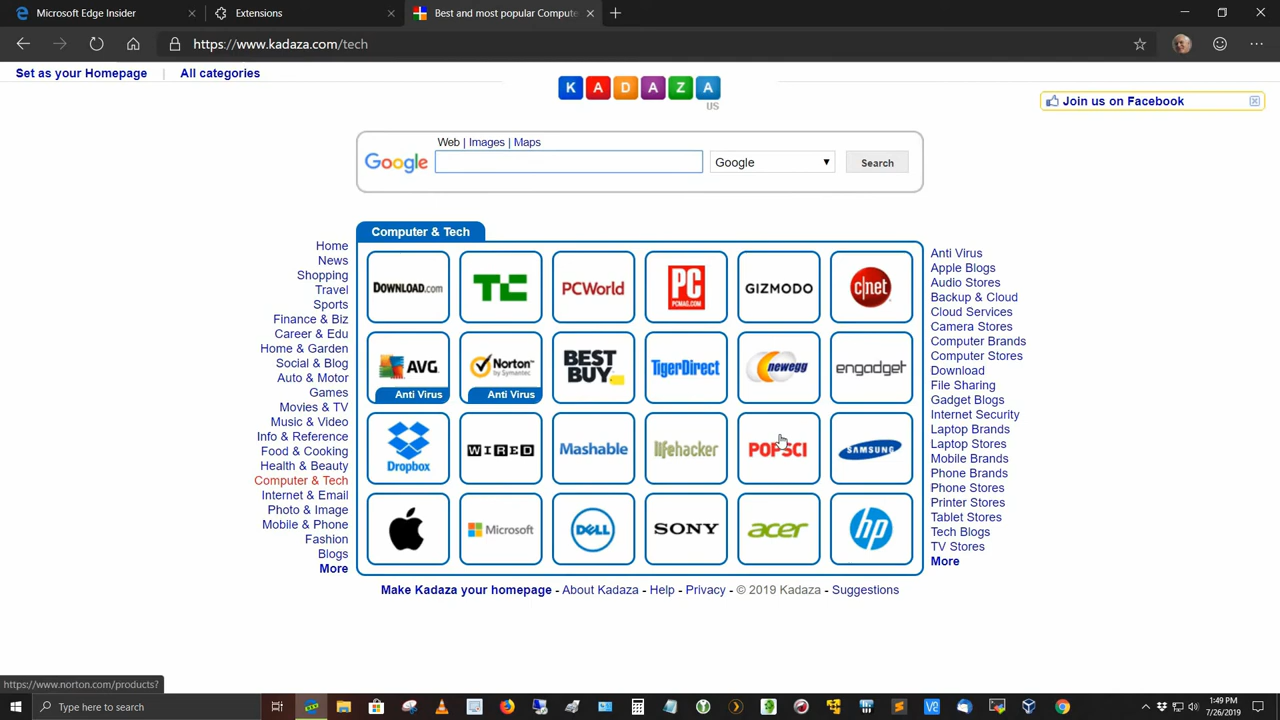 Microsoft Edge Insider
Extensions
Best and most popular Compute
https://www.kadaza.com/tech
Set as your Homepage | All categories
KADAZA
US
Join us on Facebook
Web | Images | Maps
Google
Google
Search
Computer & Tech
Home
News
Shopping
Travel
Sports
Finance & Biz
Career & Edu
Home & Garden
Social & Blog
Auto & Motor
Games
Movies & TV
Music & Video
Info & Reference
Food & Cooking
Health & Beauty
Computer & Tech
Internet & Email
Photo & Image
Mobile & Phone
Fashion
Blogs
More
DOWNLOAD.com
TC
PCWorld
PC
PCMAG.COM
GIZMODO
c|net
AVG.
Anti Virus
Norton
by Symantec
Anti Virus
BEST BUY
TigerDirect
newegg
engadget
Dropbox
WIRED
Mashable
lifehacker
POPSCI
SAMSUNG
Microsoft
DELL
SONY
acer
hp
Anti Virus
Apple Blogs
Audio Stores
Backup & Cloud
Cloud Services
Camera Stores
Computer Brands
Computer Stores
Download
File Sharing
Gadget Blogs
Internet Security
Laptop Brands
Laptop Stores
Mobile Brands
Phone Brands
Phone Stores
Printer Stores
Tablet Stores
Tech Blogs
TV Stores
More
Make Kadaza your homepage - About Kadaza - Help - Privacy - © 2019 Kadaza - Suggestions
https://www.norton.com/products?
Type here to search
1:49 PM
7/26/2019